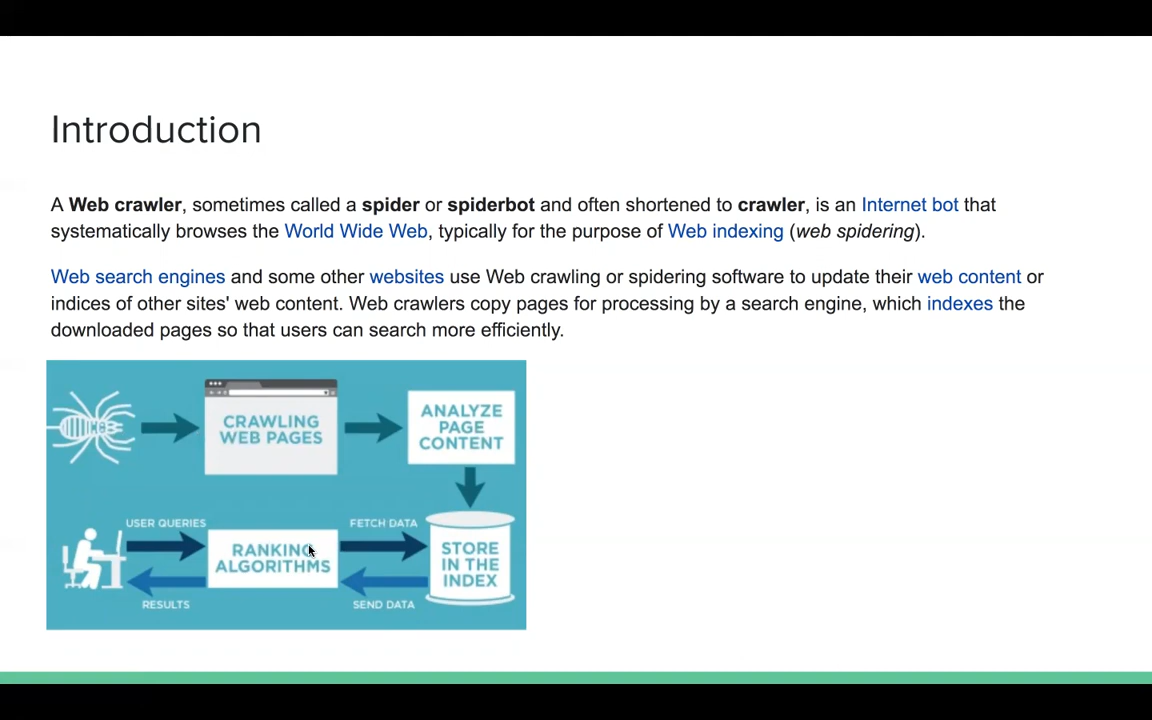 Introduction
A Web crawler, sometimes called a spider or spiderbot and often shortened to crawler, is an Internet bot that
systematically browses the World Wide Web, typically for the purpose of Web indexing (web spidering).
Web search engines and some other websites use Web crawling or spidering software to update their web content or
indices of other sites' web content. Web crawlers copy pages for processing by a search engine, which indexes the
downloaded pages so that users can search more efficiently.
CRAWLING
WEB PAGES
ANALYZE
PAGE
CONTENT
USER QUERIES
FETCH DATA
RANKING
ALGORITHMS
STORE
IN THE
INDEX
RESULTS
SEND DATA